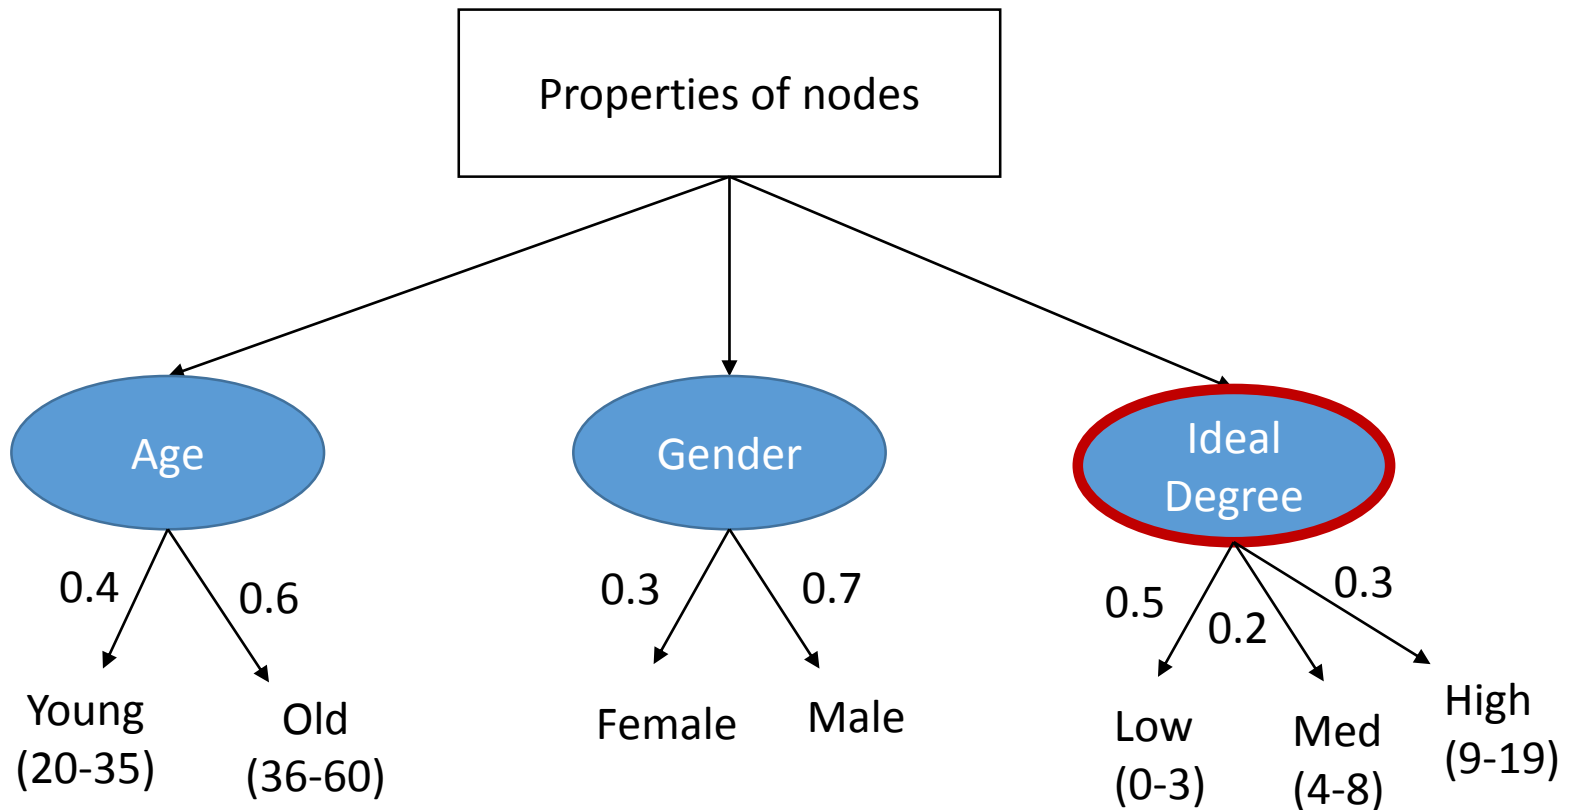 Properties of nodes
Age
Gender
Ideal
Degree
0.4
0.6
0.3
0.7
0.5
0.2
0.3
Young
(20-35)
Old
(36-60)
Female
Male
Low
(0-3)
Med
(4-8)
High
(9-19)